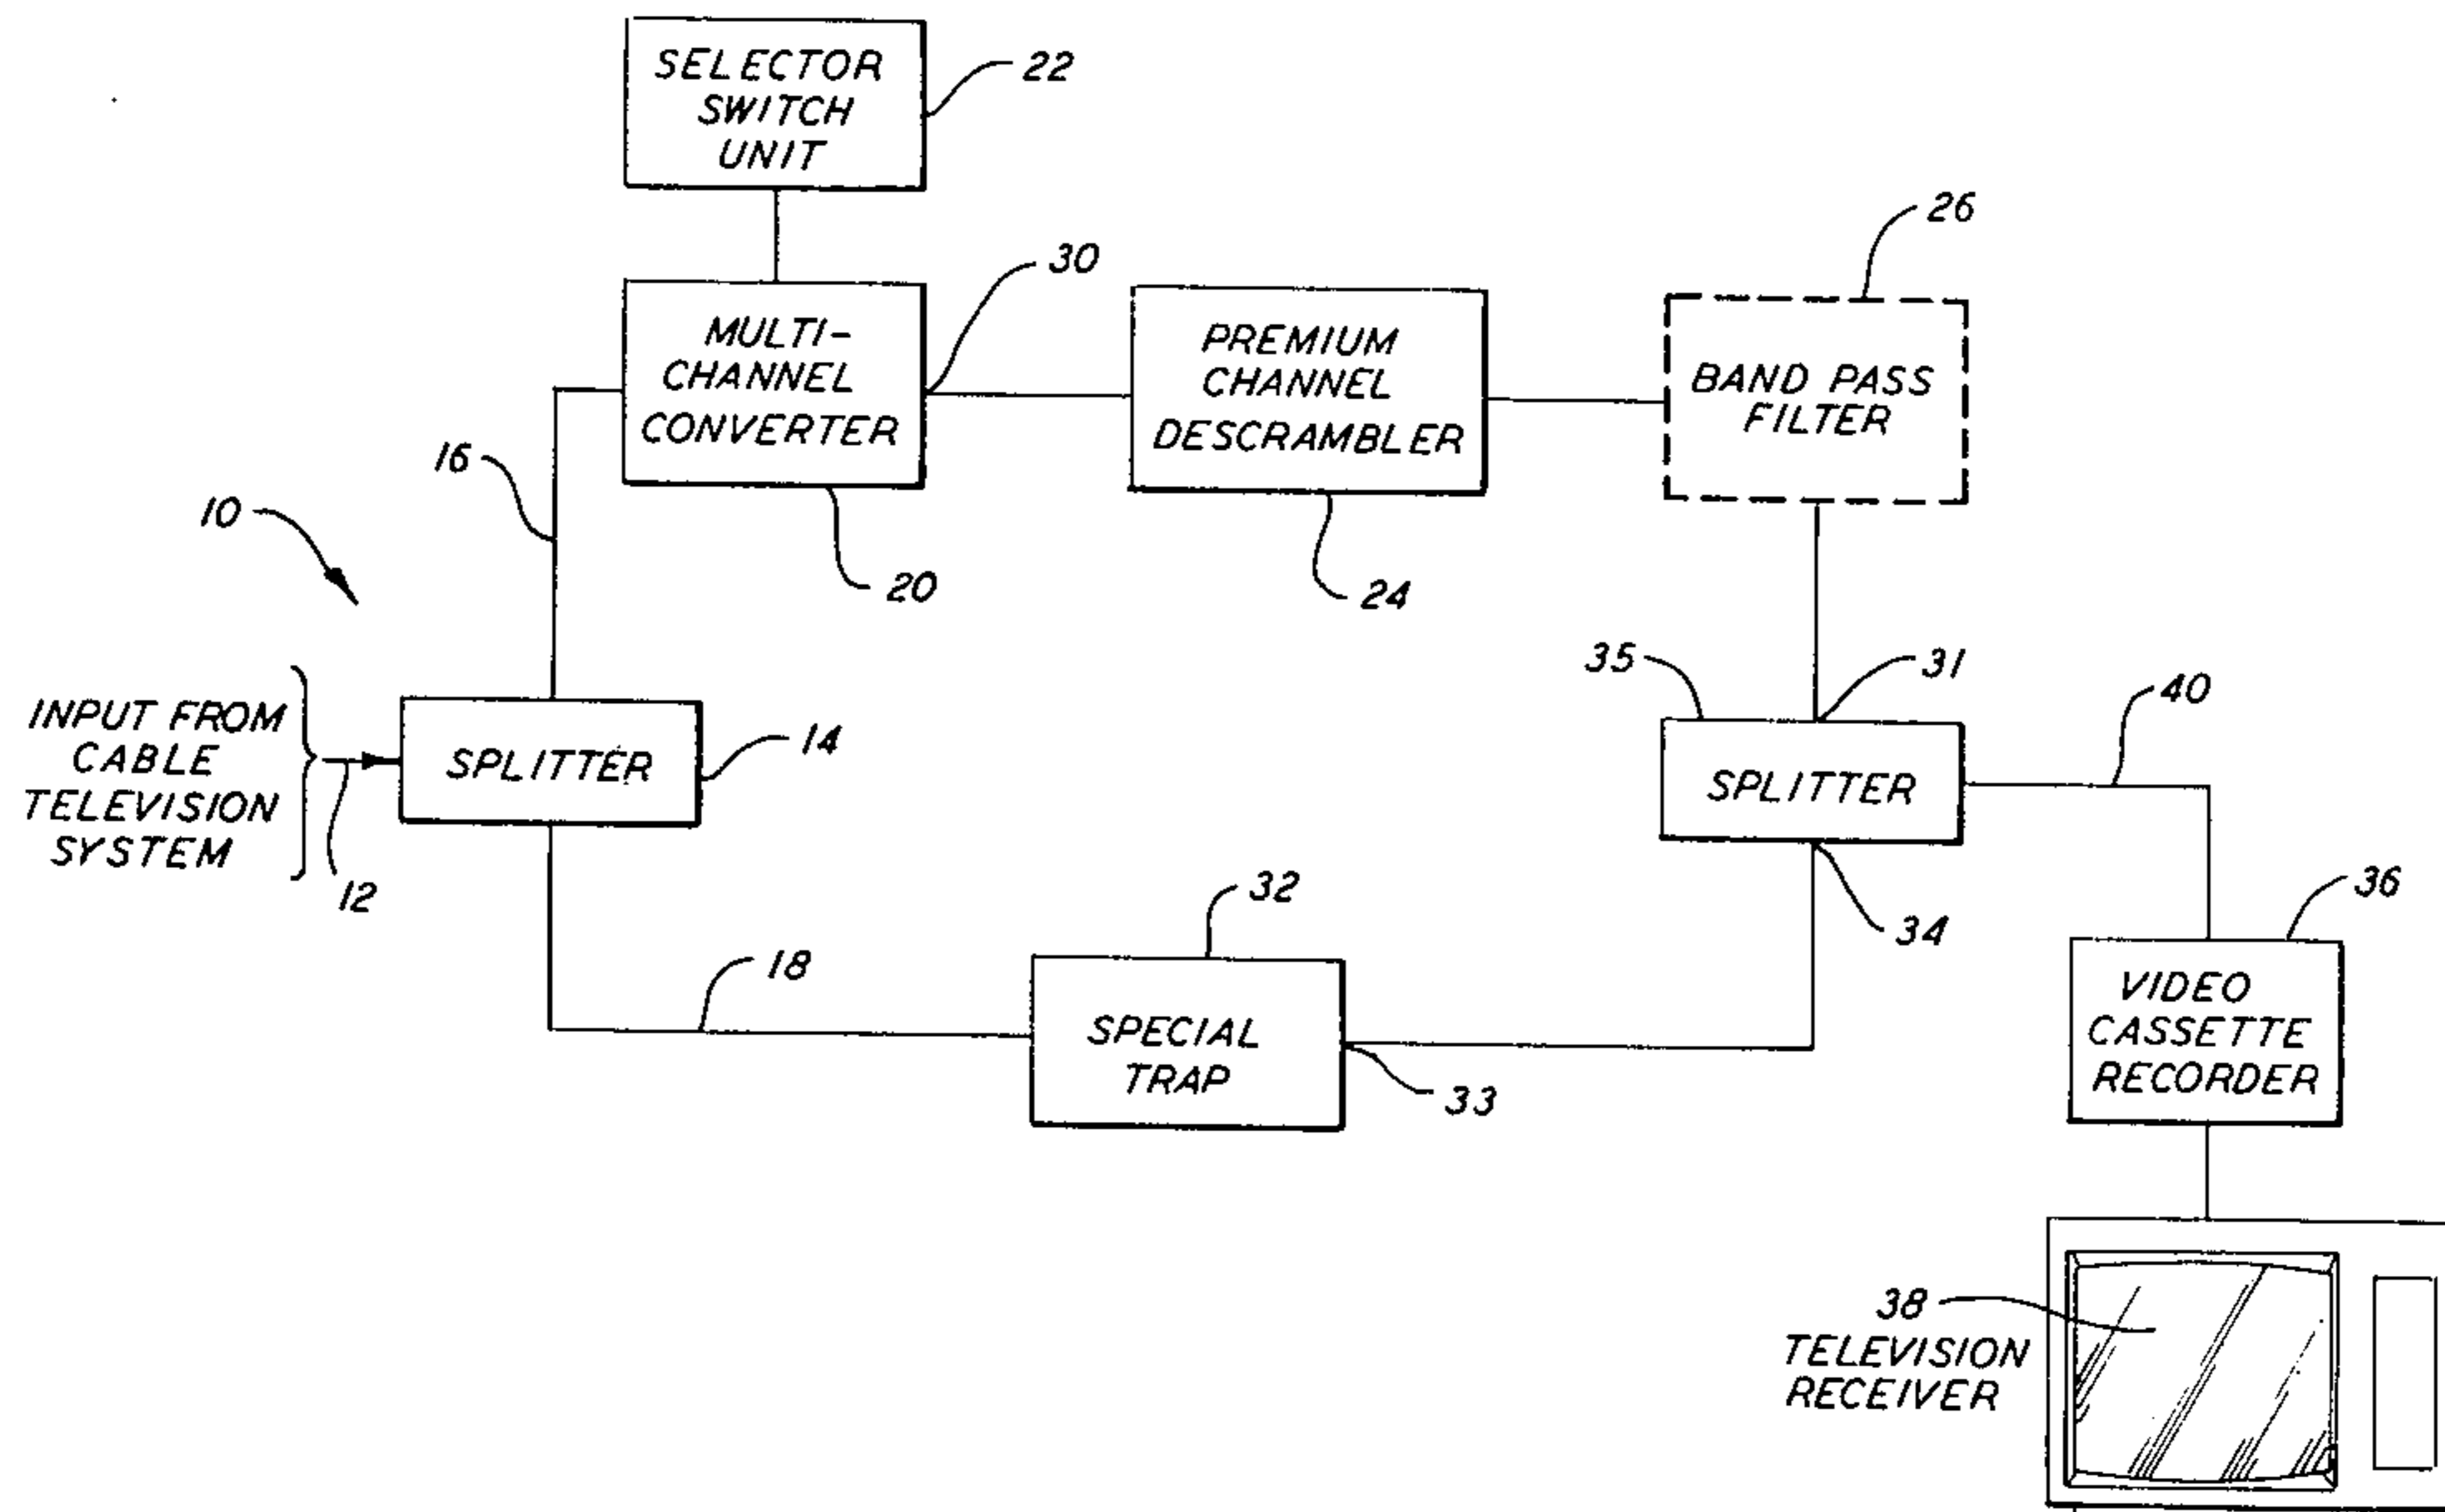 SELECTOR
SWITCH
UNIT
22
MULTI-
CHANNEL
CONVERTER
30
PREMIUM
CHANNEL
DESCRAMBLER
26
BAND PASS
FILTER
16
10
20
24
INPUT FROM
CABLE
TELEVISION
SYSTEM
12
SPLITTER
14
35
31
40
SPLITTER
34
32
18
SPECIAL
TRAP
33
36
VIDEO
CASSETTE
RECORDER
38
TELEVISION
RECEIVER